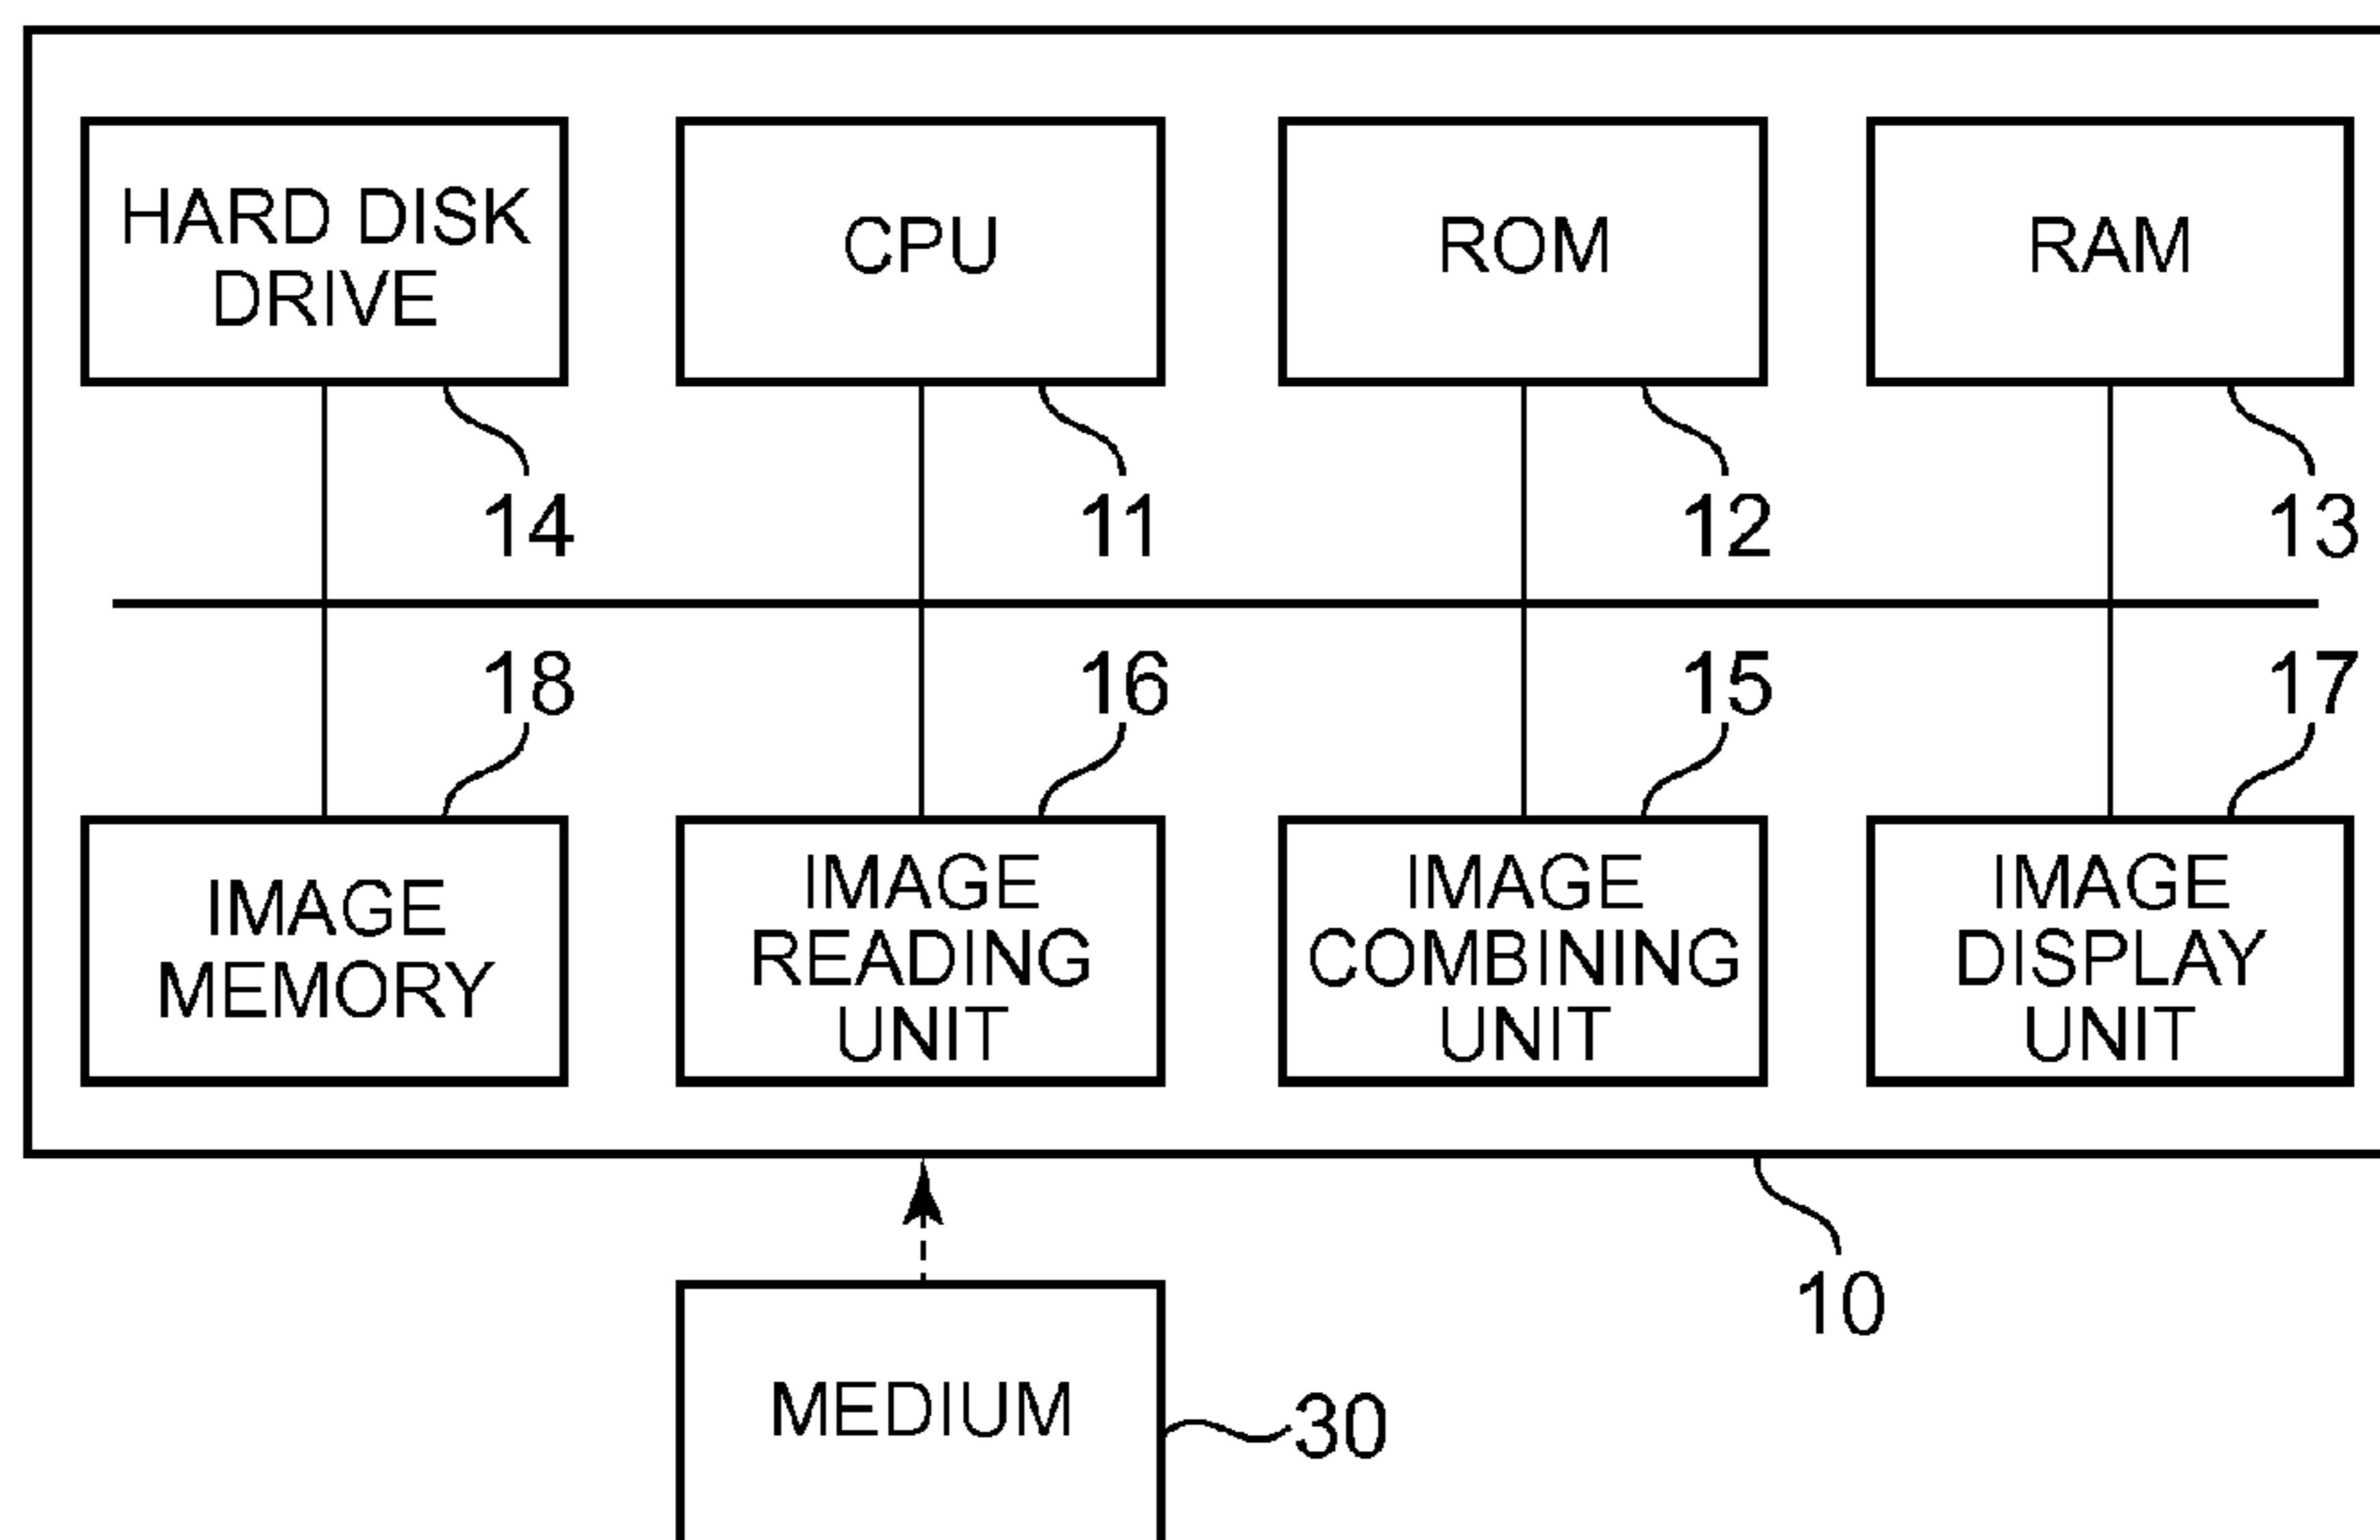 HARD DISK
DRIVE
CPU
ROM
RAM
14
11
12
13
18
16
15
17
IMAGE
MEMORY
IMAGE
READING
UNIT
IMAGE
COMBINING
UNIT
IMAGE
DISPLAY
UNIT
10
MEDIUM
30